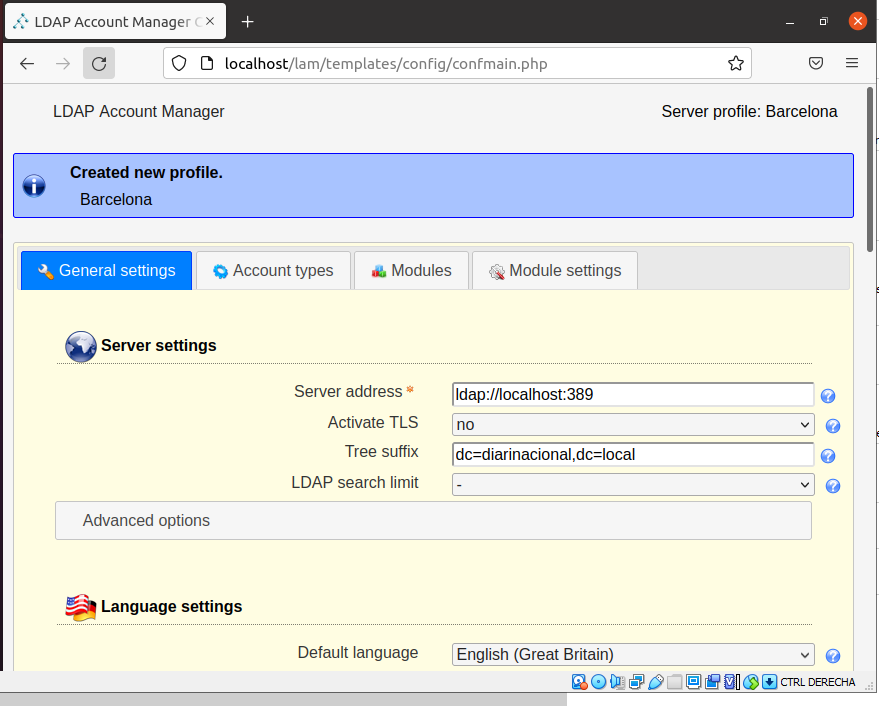 LDAP Account Manager C
localhost/lam/templates/config/confmain.php
LDAP Account Manager
Server profile: Barcelona
Created new profile.
Barcelona
General settings
Account types
Modules
Module settings
Server settings
Server address *
ldap://localhost:389
Activate TLS
no
Tree suffix
dc=diarinacional,dc=local
LDAP search limit
-
Advanced options
Language settings
Default language
English (Great Britain)
CTRL DERECHA